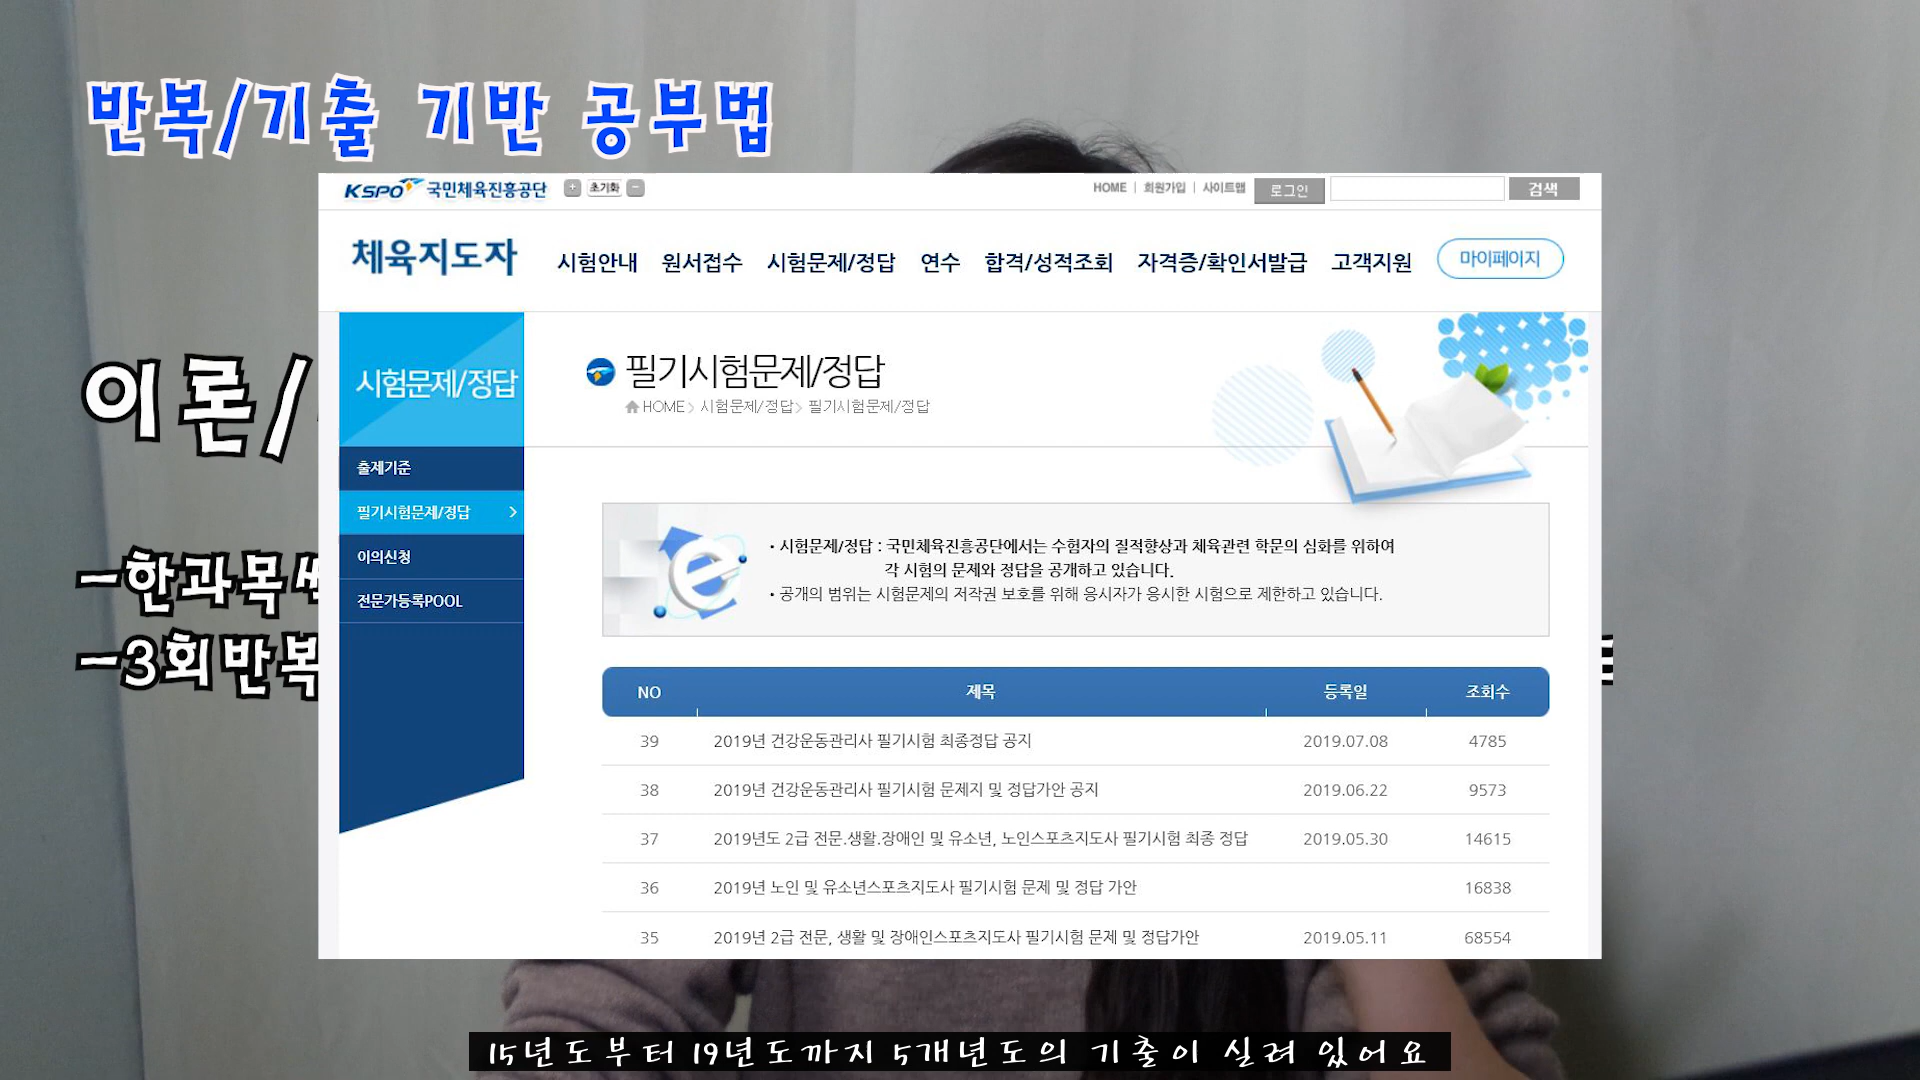 반복/기출 기반 공부법
KSPO 국민체육진흥공단 + 초기화 - HOME | 회원가입 | 사이트맵 로그인 검색
체육지도자 시험안내 원서접수 시험문제/정답 연수 합격/성적조회 자격증/확인서발급 고객지원 마이페이지
시험문제/정답
출제기준
필기시험문제/정답
이의신청
전문가등록POOL
필기시험문제/정답
HOME > 시험문제/정답 > 필기시험문제/정답
• 시험문제/정답 : 국민체육진흥공단에서는 수험자의 질적향상과 체육관련 학문의 심화를 위하여
각 시험의 문제와 정답을 공개하고 있습니다.
• 공개의 범위는 시험문제의 저작권 보호를 위해 응시자가 응시한 시험으로 제한하고 있습니다.
NO 제목 등록일 조회수
39 2019년 건강운동관리사 필기시험 최종정답 공지 2019.07.08 4785
38 2019년 건강운동관리사 필기시험 문제지 및 정답가안 공지 2019.06.22 9573
37 2019년도 2급 전문.생활.장애인 및 유소년, 노인스포츠지도사 필기시험 최종 정답 2019.05.30 14615
36 2019년 노인 및 유소년스포츠지도사 필기시험 문제 및 정답 가안 16838
35 2019년 2급 전문, 생활 및 장애인스포츠지도사 필기시험 문제 및 정답가안 2019.05.11 68554
이론/
-한과목
-3회반복
15년도부터 19년도까지 5개년도의 기출이 실려 있어요